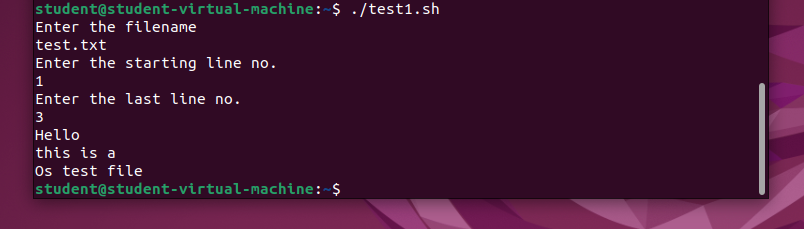 student@student-virtual-machine:~$ ./test1.sh
Enter the filename
test.txt
Enter the starting line no.
1
Enter the last line no.
3
Hello
this is a
Os test file
student@student-virtual-machine:~$